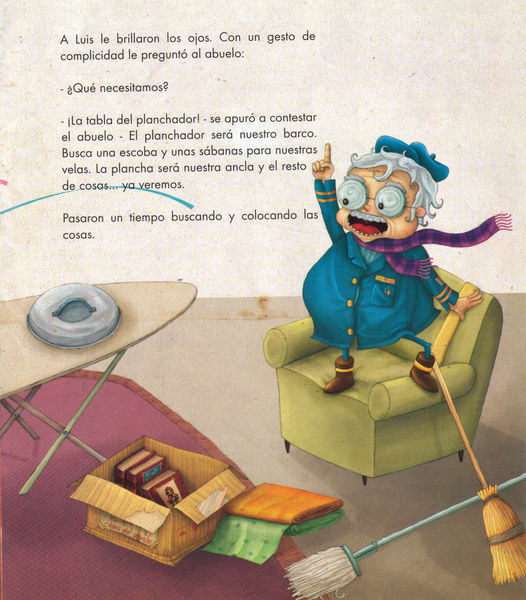 A Luis le brillaron los ojos. Con un gesto de
complicidad le preguntó al abuelo:
- ¿Qué necesitamos?
- ¡La tabla del planchador! - se apuró a contestar
el abuelo - El planchador será nuestro barco.
Busca una escoba y unas sábanas para nuestras
velas. La plancha será nuestra ancla y el resto
de cosas... ya veremos.
Pasaron un tiempo buscando y colocando las
cosas.